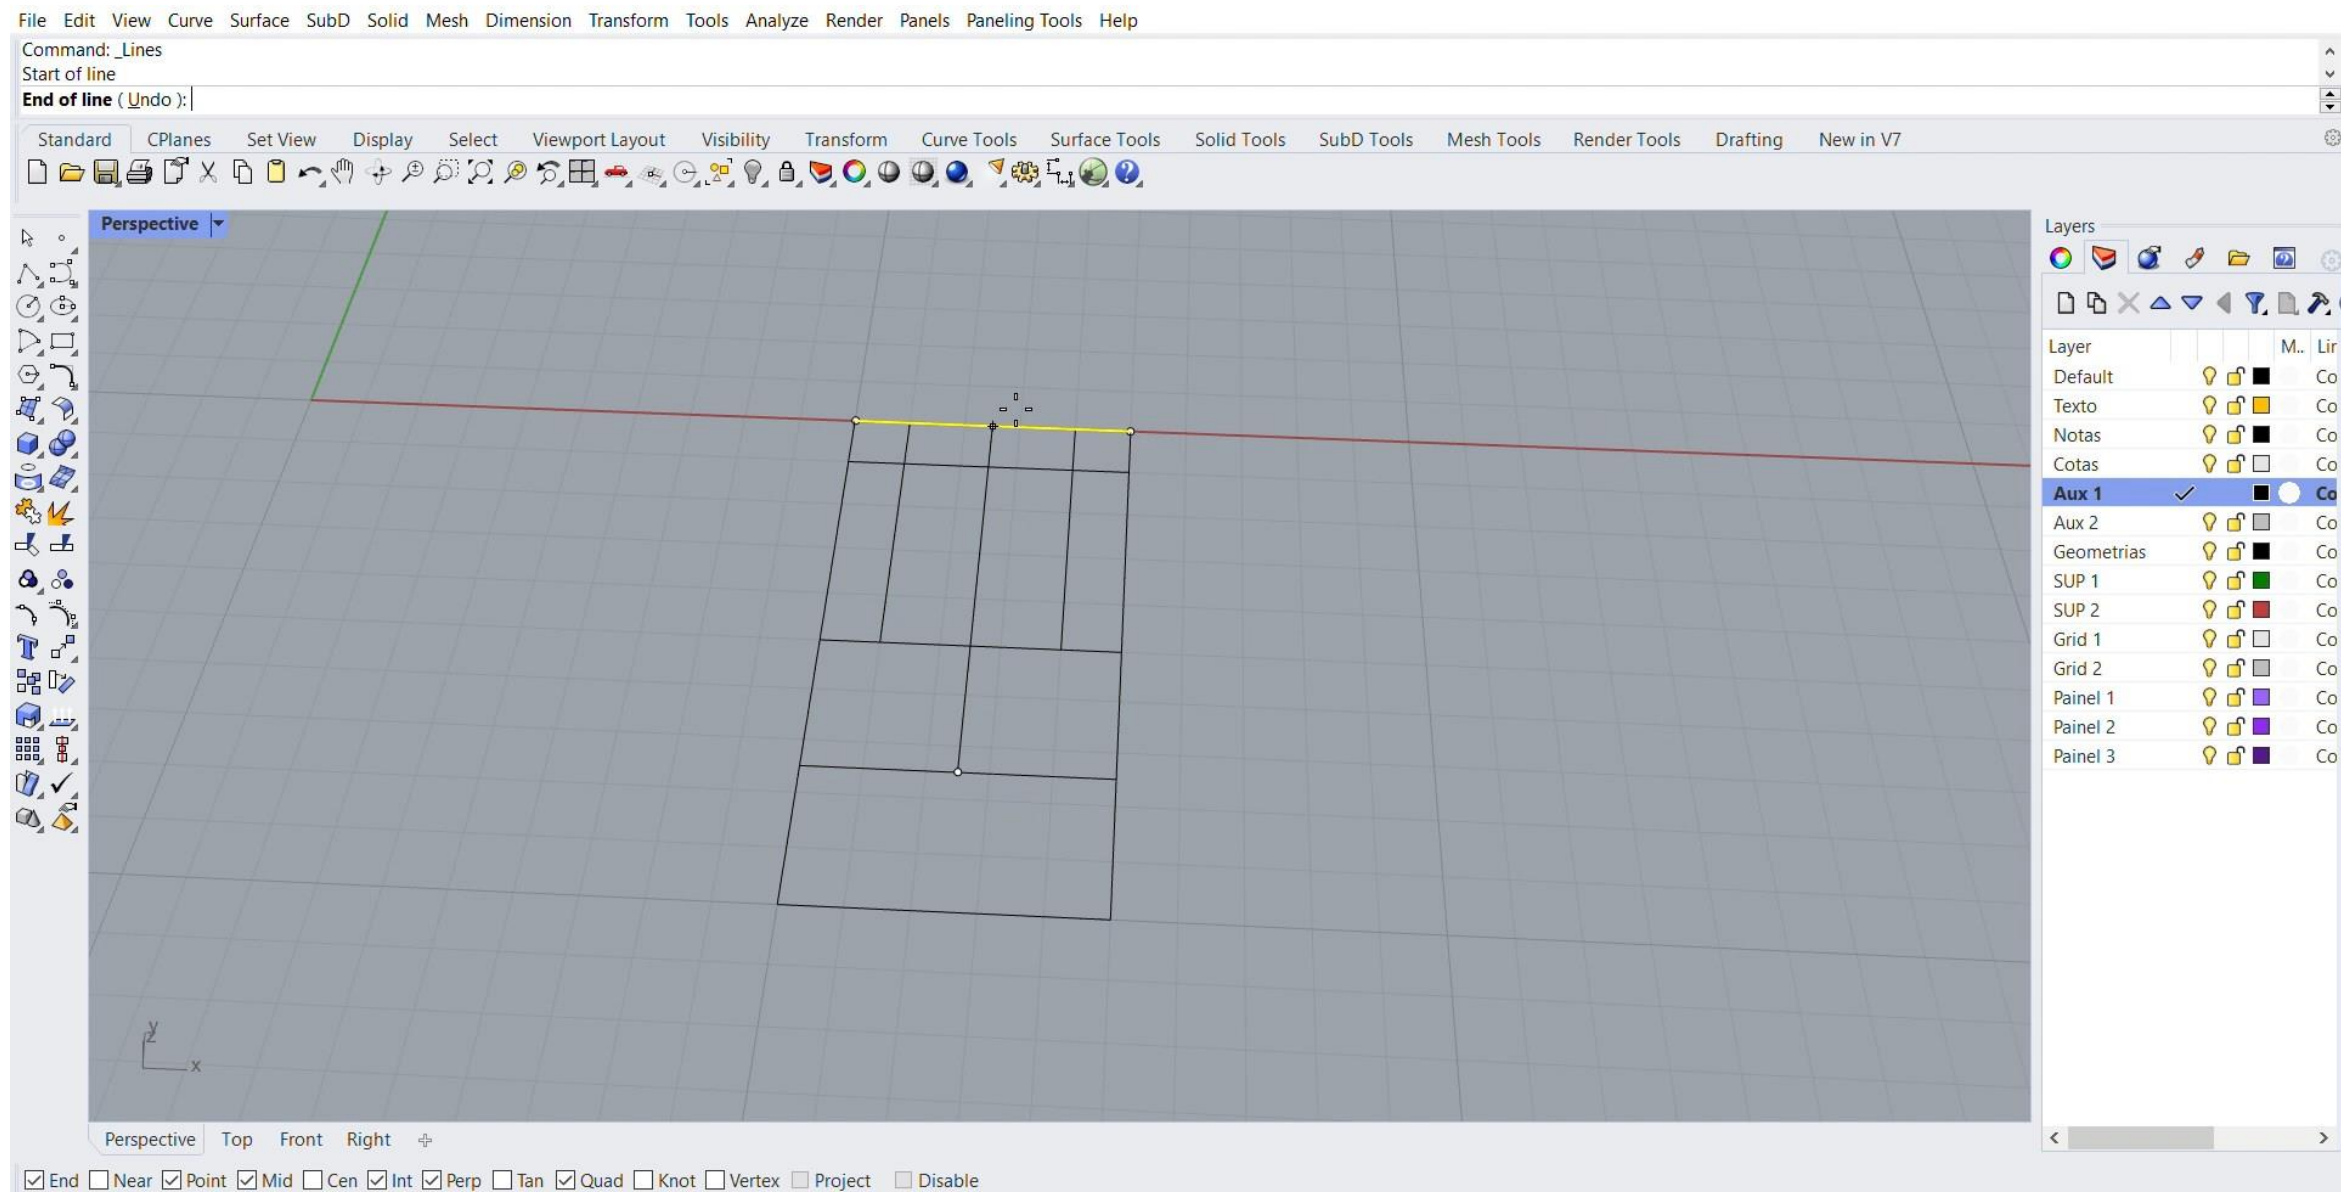 File Edit View Curve Surface SubD Solid Mesh Dimension Transform Tools Analyze Render Panels Paneling Tools Help
Command: _Lines
Start of line
End of line ( Undo ):
Standard CPlanes Set View Display Select Viewport Layout Visibility Transform Curve Tools Surface Tools Solid Tools SubD Tools Mesh Tools Render Tools Drafting New in V7
Perspective
Layers
Layer M.. Lir
Default Co
Texto Co
Notas Co
Cotas Co
Aux 1 Co
Aux 2 Co
Geometrias Co
SUP 1 Co
SUP 2 Co
Grid 1 Co
Grid 2 Co
Painel 1 Co
Painel 2 Co
Painel 3 Co
y
z
x
Perspective Top Front Right
End Near Point Mid Cen Int Perp Tan Quad Knot Vertex Project Disable